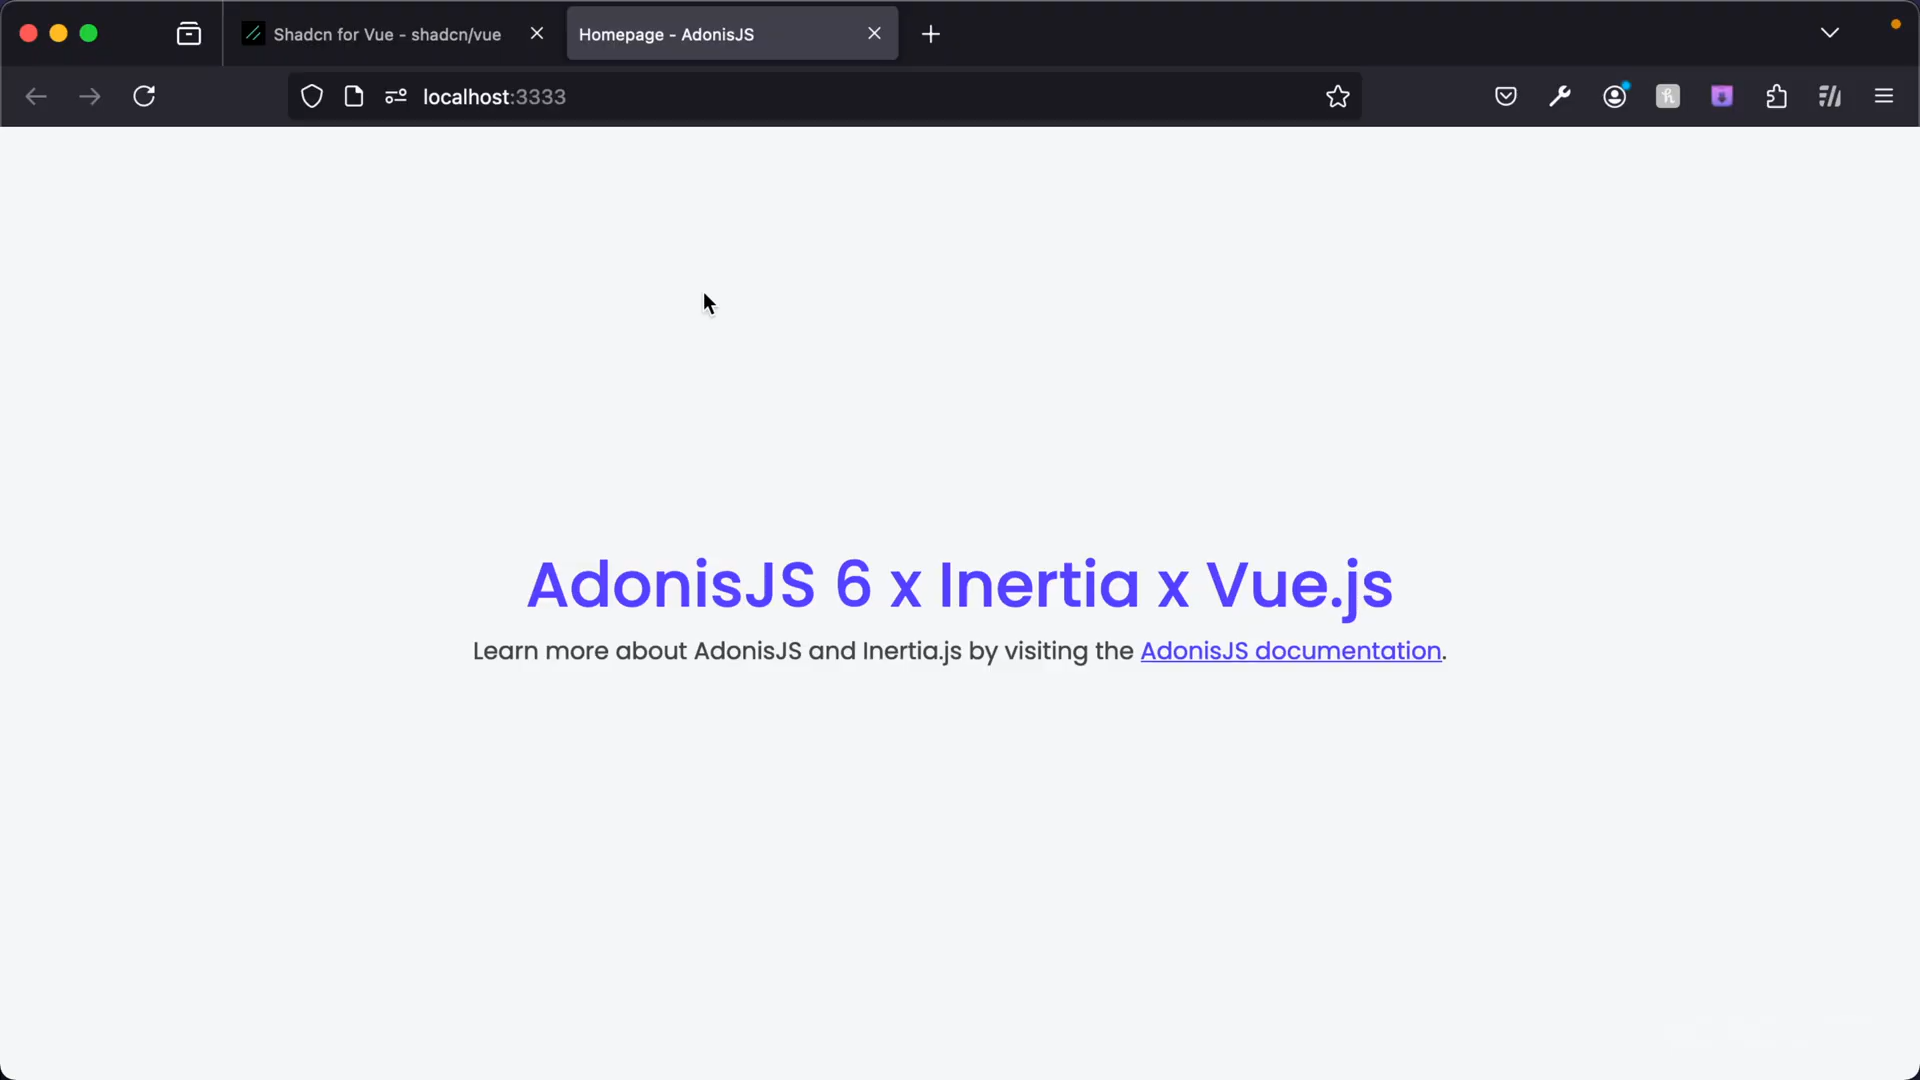 Shadcn for Vue - shadcn/vue
Homepage - AdonisJS
localhost:3333
AdonisJS 6 x Inertia x Vue.js
Learn more about AdonisJS and Inertia.js by visiting the AdonisJS documentation.